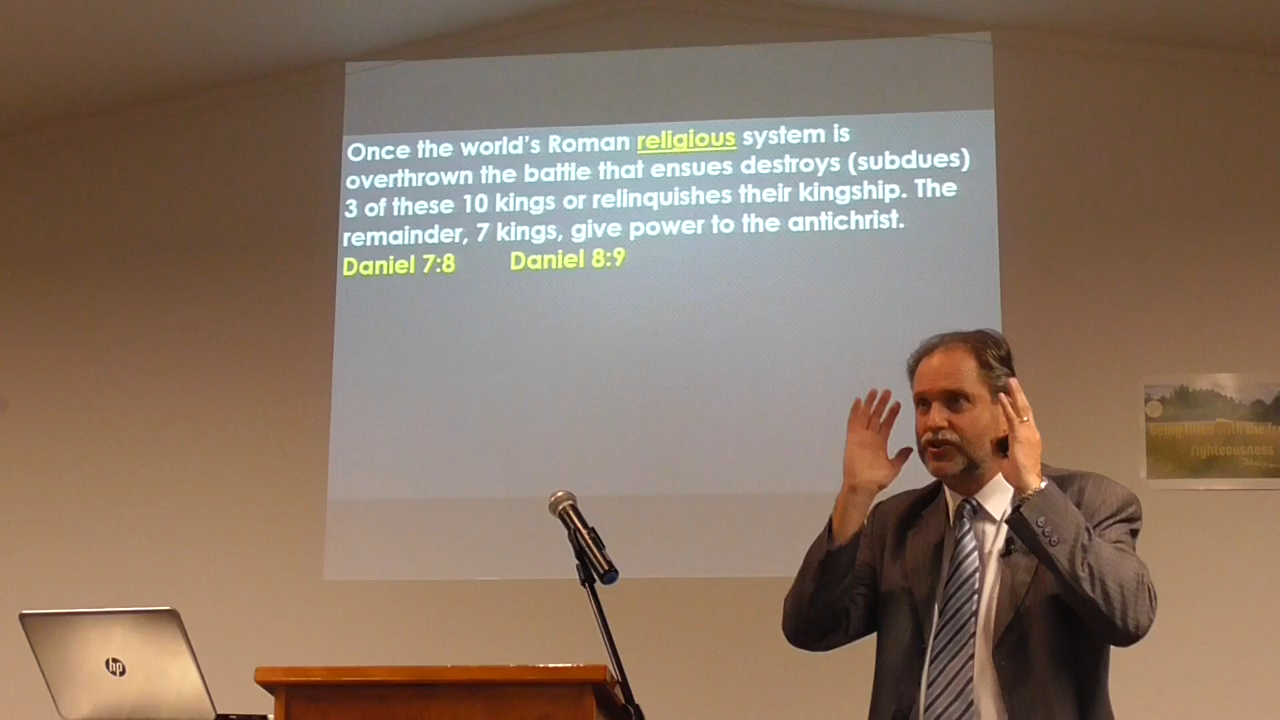 Once the world's Roman religious system is
overthrown the battle that ensues destroys (subdues)
3 of these 10 kings or relinquishes their kingship. The
remainder, 7 kings, give power to the antichrist.
Daniel 7:8 Daniel 8:9
righteousness
hp